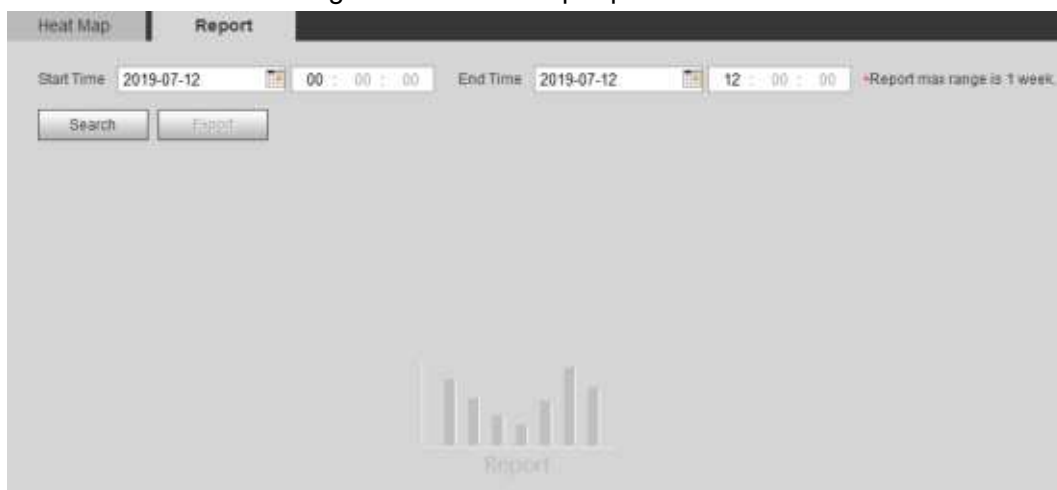 Heat Map Report
Start Time 2019-07-12 00 : 00 : 00 End Time 2019-07-12 12 : 00 : 00 *Report max range is 1 week.
Search Export
Report